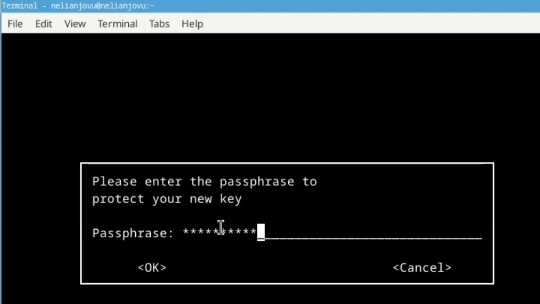 Terminal - nelianjovu@nelianjovu:~
File Edit View Terminal Tabs Help
Please enter the passphrase to
protect your new key
Passphrase: **********______________________________
<OK> <Cancel>